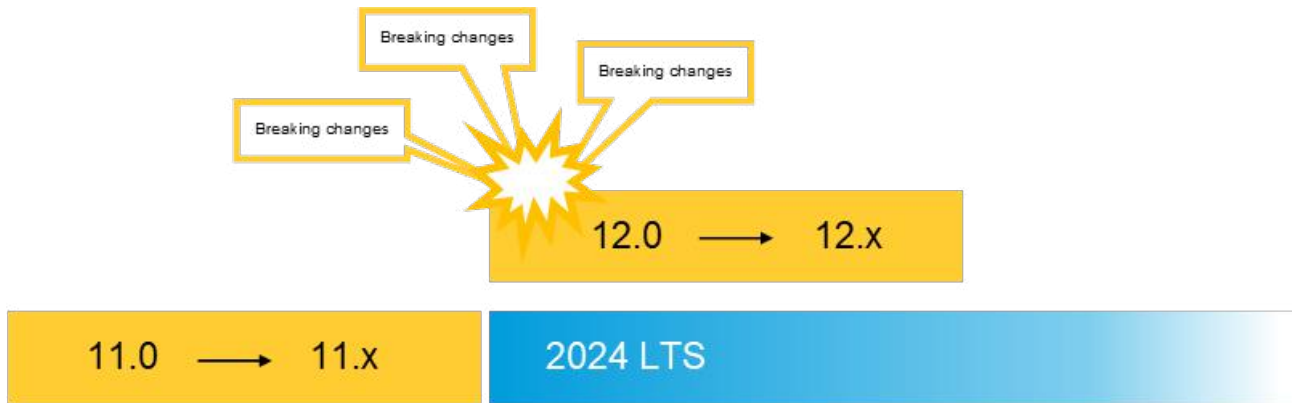 Breaking changes
Breaking changes
Breaking changes
12.0 ⟶ 12.x
11.0 ⟶ 11.x
2024 LTS